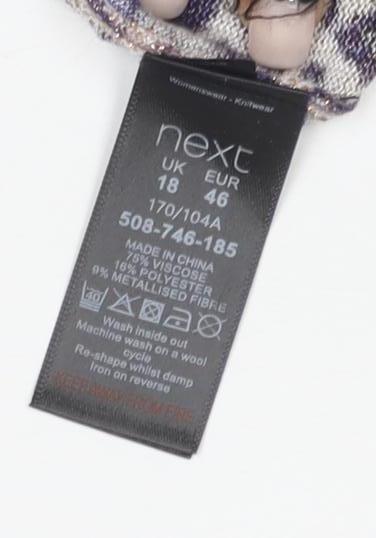 Womenswear - Knitwear
next
UK EUR
18 46
170/104A
508-746-185
MADE IN CHINA
75% VISCOSE
16% POLYESTER
9% METALLISED FIBRE
40
Wash inside out
Machine wash on a wool
cycle
Re-shape whilst damp
Iron on reverse
KEEP AWAY FROM FIRE